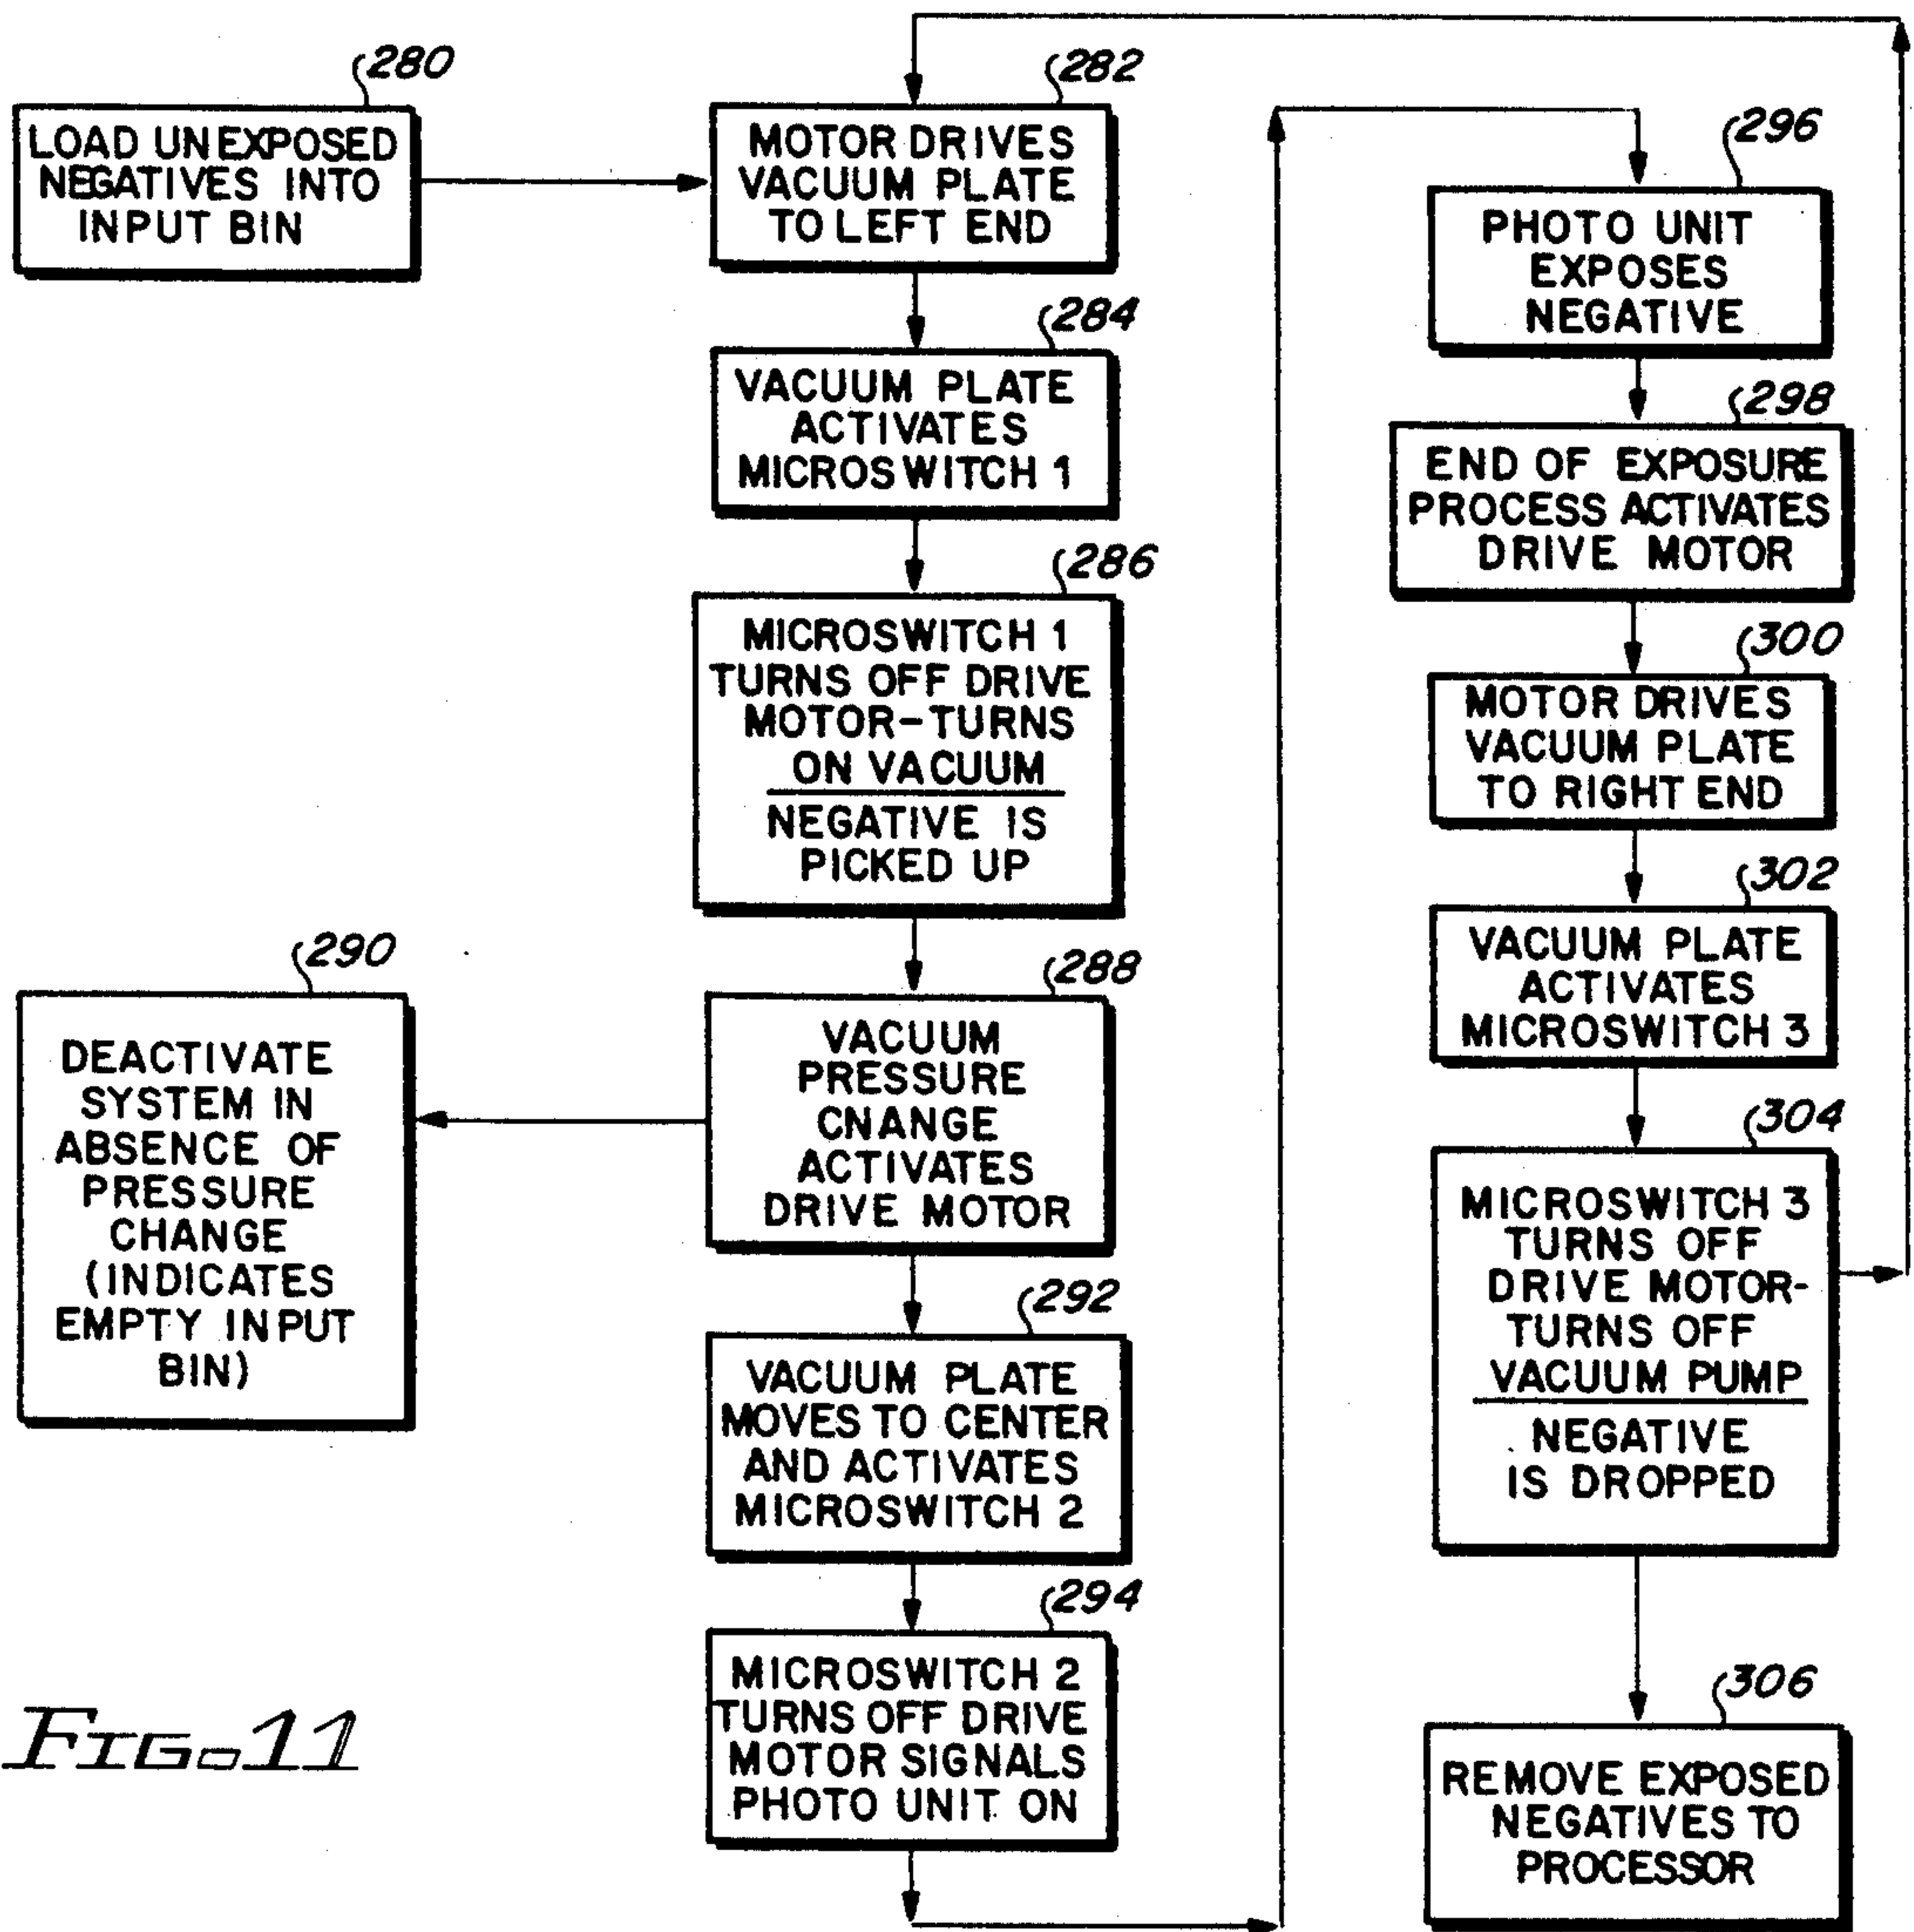 280
LOAD UNEXPOSED
NEGATIVES INTO
INPUT BIN
282
MOTOR DRIVES
VACUUM PLATE
TO LEFT END
284
VACUUM PLATE
ACTIVATES
MICROSWITCH 1
286
MICROSWITCH 1
TURNS OFF DRIVE
MOTOR-TURNS
ON VACUUM
NEGATIVE IS
PICKED UP
288
VACUUM
PRESSURE
CNANGE
ACTIVATES
DRIVE MOTOR
290
DEACTIVATE
SYSTEM IN
ABSENCE OF
PRESSURE
CHANGE
(INDICATES
EMPTY INPUT
BIN)
292
VACUUM PLATE
MOVES TO CENTER
AND ACTIVATES
MICROSWITCH 2
294
MICROSWITCH 2
TURNS OFF DRIVE
MOTOR SIGNALS
PHOTO UNIT ON
296
PHOTO UNIT
EXPOSES
NEGATIVE
298
END OF EXPOSURE
PROCESS ACTIVATES
DRIVE MOTOR
300
MOTOR DRIVES
VACUUM PLATE
TO RIGHT END
302
VACUUM PLATE
ACTIVATES
MICROSWITCH 3
304
MICROSWITCH 3
TURNS OFF
DRIVE MOTOR-
TURNS OFF
VACUUM PUMP
NEGATIVE
IS DROPPED
306
REMOVE EXPOSED
NEGATIVES TO
PROCESSOR
FIG. 11